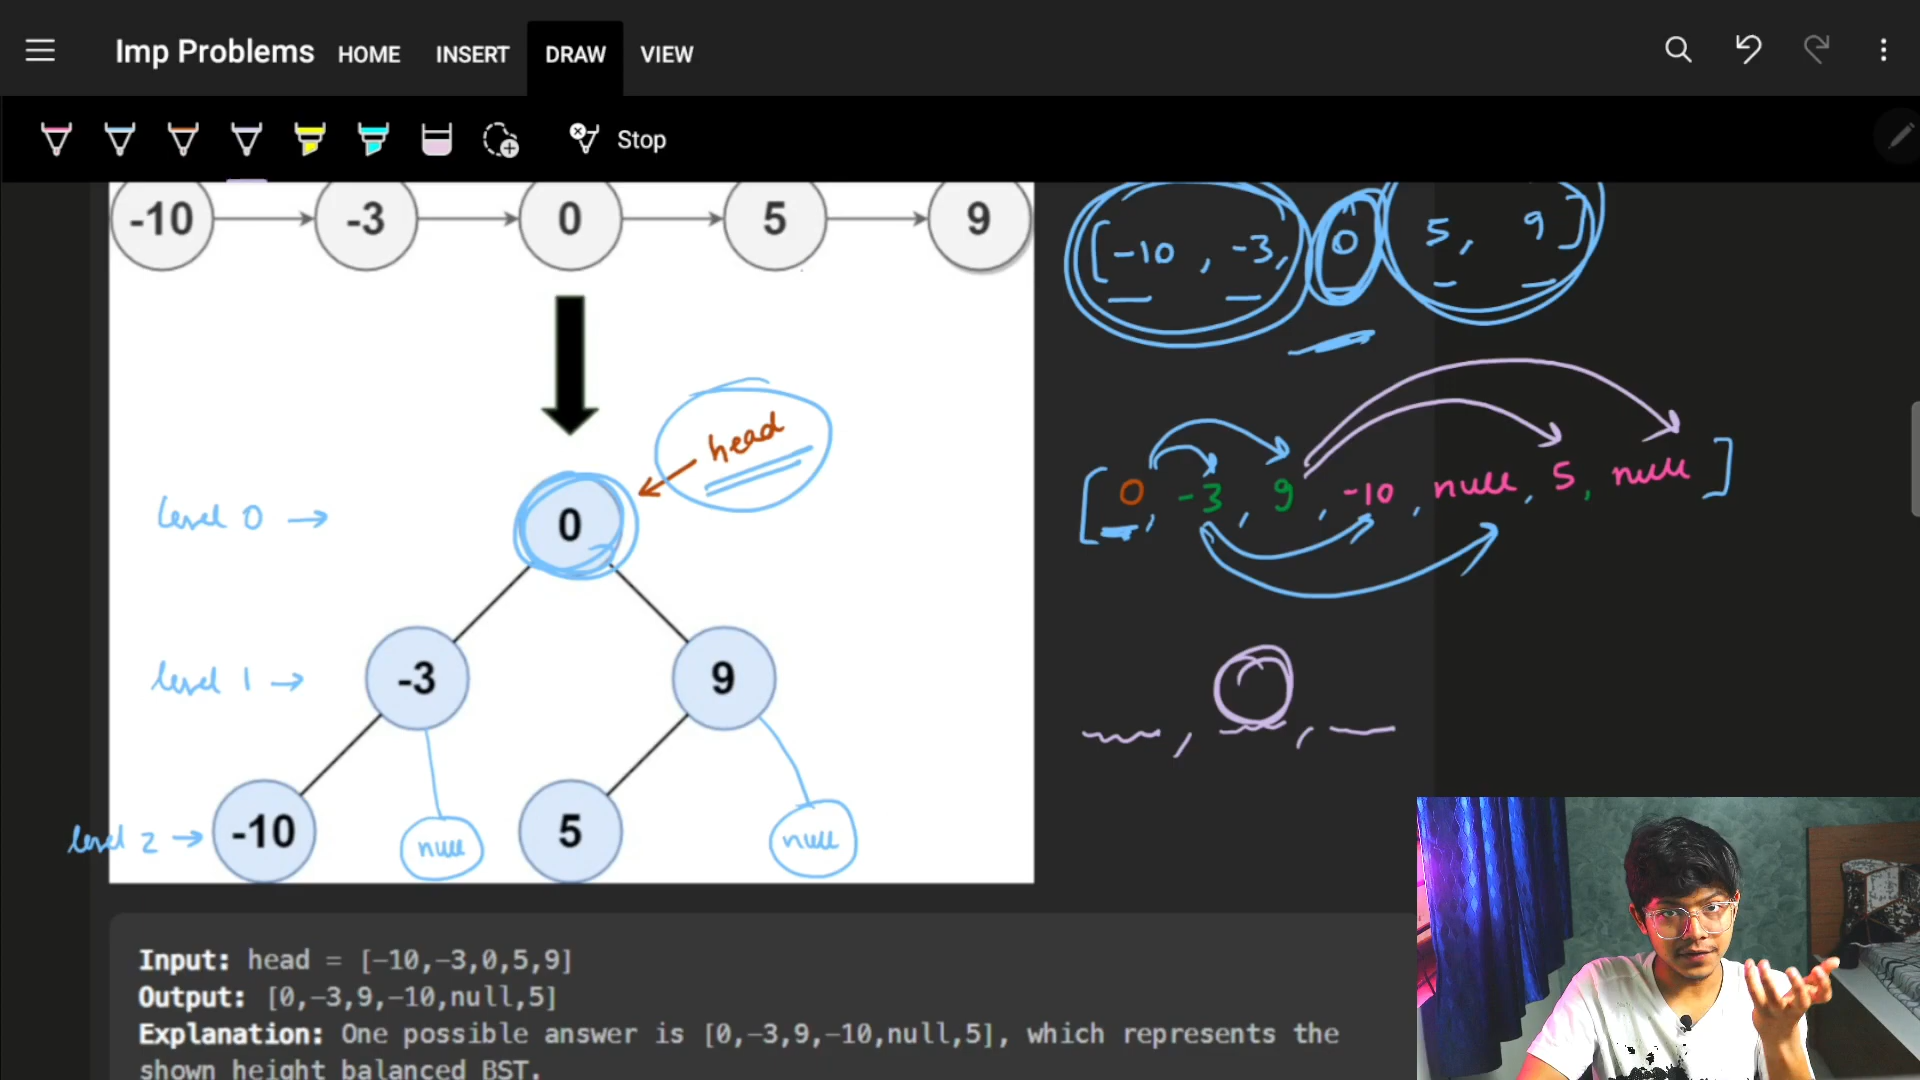 Imp Problems HOME INSERT DRAW VIEW
Stop
-10 -3 0 5 9
[-10, -3, 0 5, 9]
head
level 0 → 0
[0, -3, 9, -10, null, 5, null]
level 1 → -3 9
level 2 → -10 null 5 null
Input: head = [-10,-3,0,5,9]
Output: [0,-3,9,-10,null,5]
Explanation: One possible answer is [0,-3,9,-10,null,5], which represents the
shown height balanced BST.